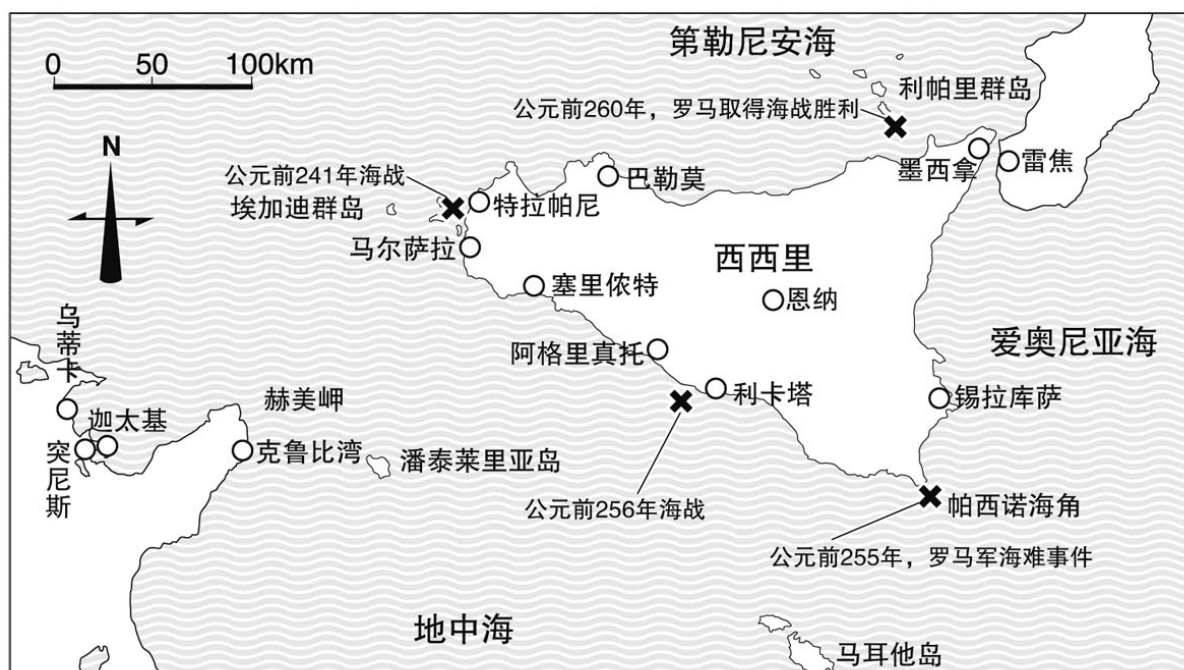 第勒尼安海
0 50 100km
利帕里群岛
公元前260年，罗马取得海战胜利
N
墨西拿
雷焦
公元前241年海战
巴勒莫
埃加迪群岛
特拉帕尼
马尔萨拉
西西里
塞里侬特
恩纳
乌蒂卡
爱奥尼亚海
阿格里真托
利卡塔
赫美岬
锡拉库萨
迦太基
突尼斯
克鲁比湾
潘泰莱里亚岛
公元前256年海战
帕西诺海角
公元前255年，罗马军海难事件
地中海
马耳他岛